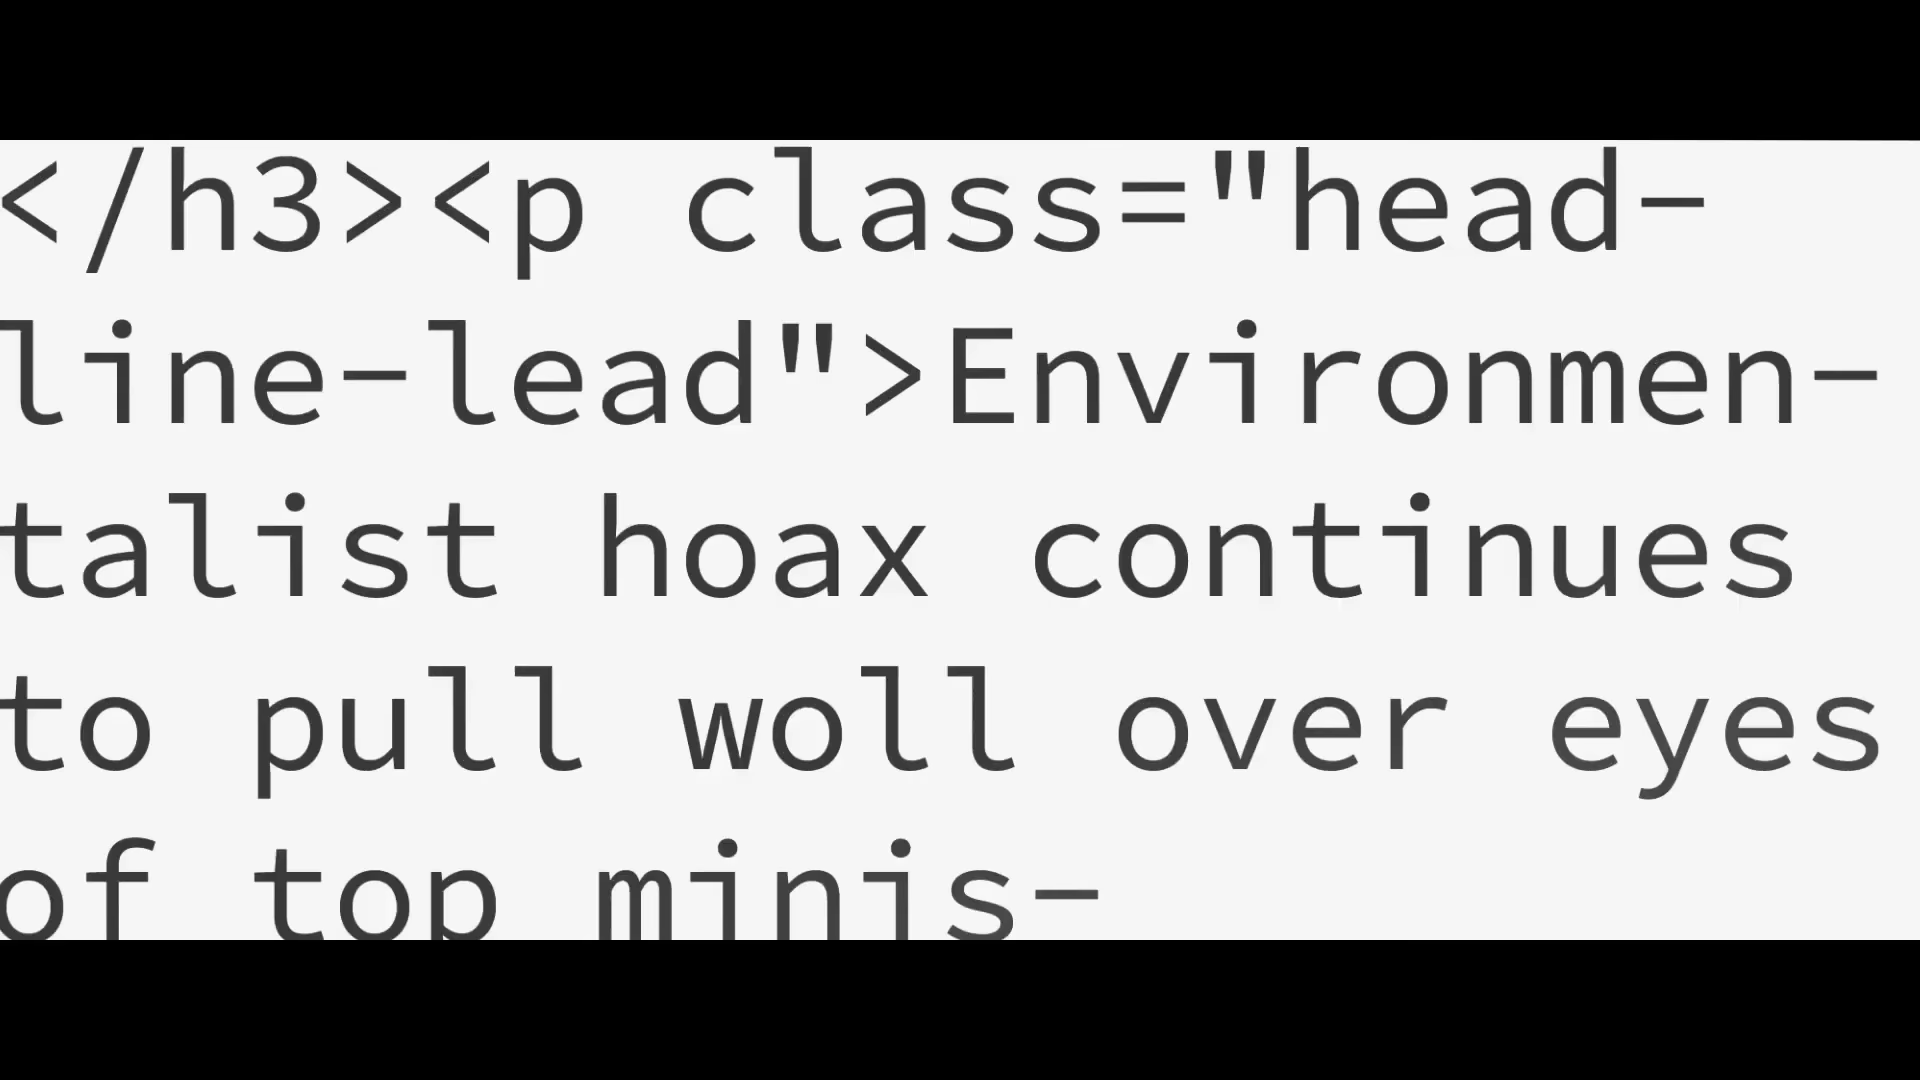 </h3><p class="head-
line-lead">Environmen-
talist hoax continues
to pull woll over eyes
of top minis-